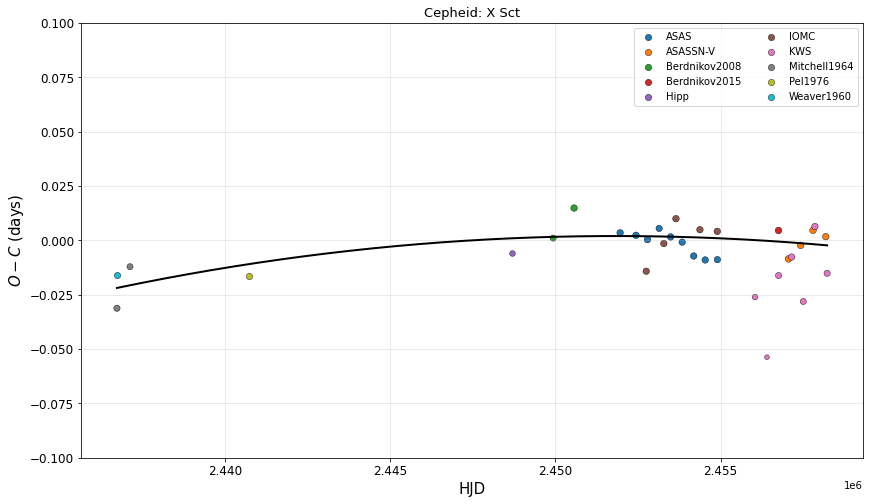 Cepheid: X Sct
ASAS
ASASSN-V
Berdnikov2008
Berdnikov2015
Hipp
IOMC
KWS
Mitchell1964
Pel1976
Weaver1960
O − C (days)
0.100
0.075
0.050
0.025
0.000
−0.025
−0.050
−0.075
−0.100
2.440 2.445 2.450 2.455
1e6
HJD